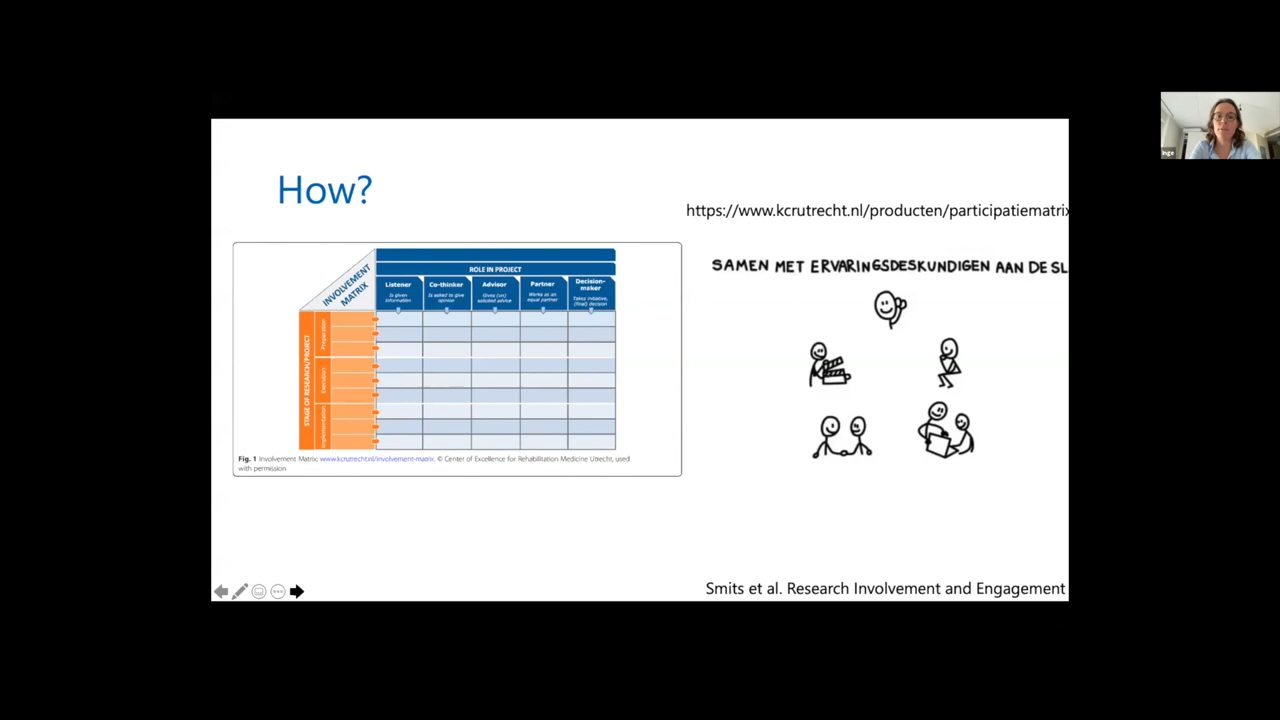 How?
https://www.kcrutrecht.nl/producten/participatiematrix
INVOLVEMENT
MATRIX
ROLE IN PROJECT
Listener
Is given
information
Co-thinker
Is asked to give
opinion
Advisor
Gives (un)
solicited advice
Partner
Works as an
equal partner
Decision-
maker
Takes initiative,
(final) decision
STAGE OF RESEARCH/PROJECT
Preparation
Execution
Implementation
Fig. 1 Involvement Matrix; www.kcrutrecht.nl/involvement-matrix. © Center of Excellence for Rehabilitation Medicine Utrecht, used
with permission
SAMEN MET ERVARINGSDESKUNDIGEN AAN DE SL
Smits et al. Research Involvement and Engagement
Inge